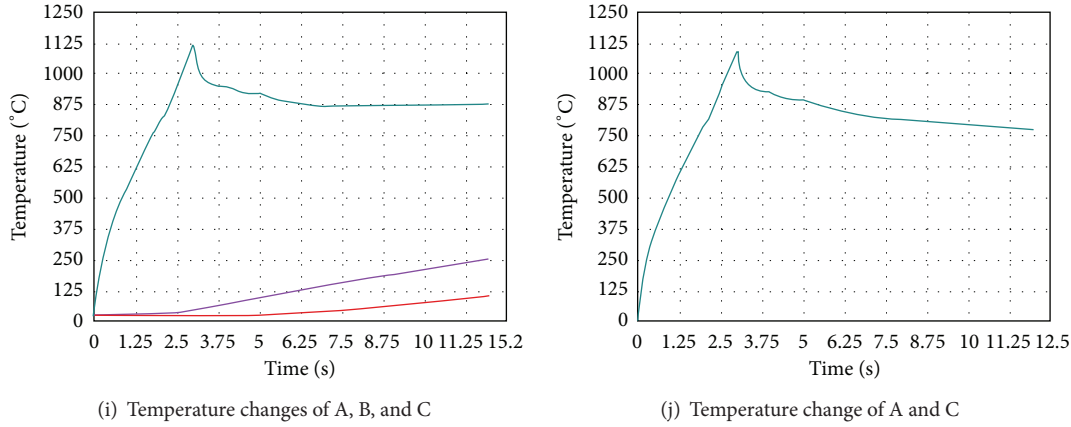 1250
1125
1000
875
750
625
500
375
250
125
0
Temperature (°C)
0 1.25 2.5 3.75 5 6.25 7.5 8.75 10 11.25 15.2
Time (s)
(i) Temperature changes of A, B, and C
1250
1125
1000
875
750
625
500
375
250
125
0
Temperature (°C)
0 1.25 2.5 3.75 5 6.25 7.5 8.75 10 11.25 12.5
Time (s)
(j) Temperature change of A and C